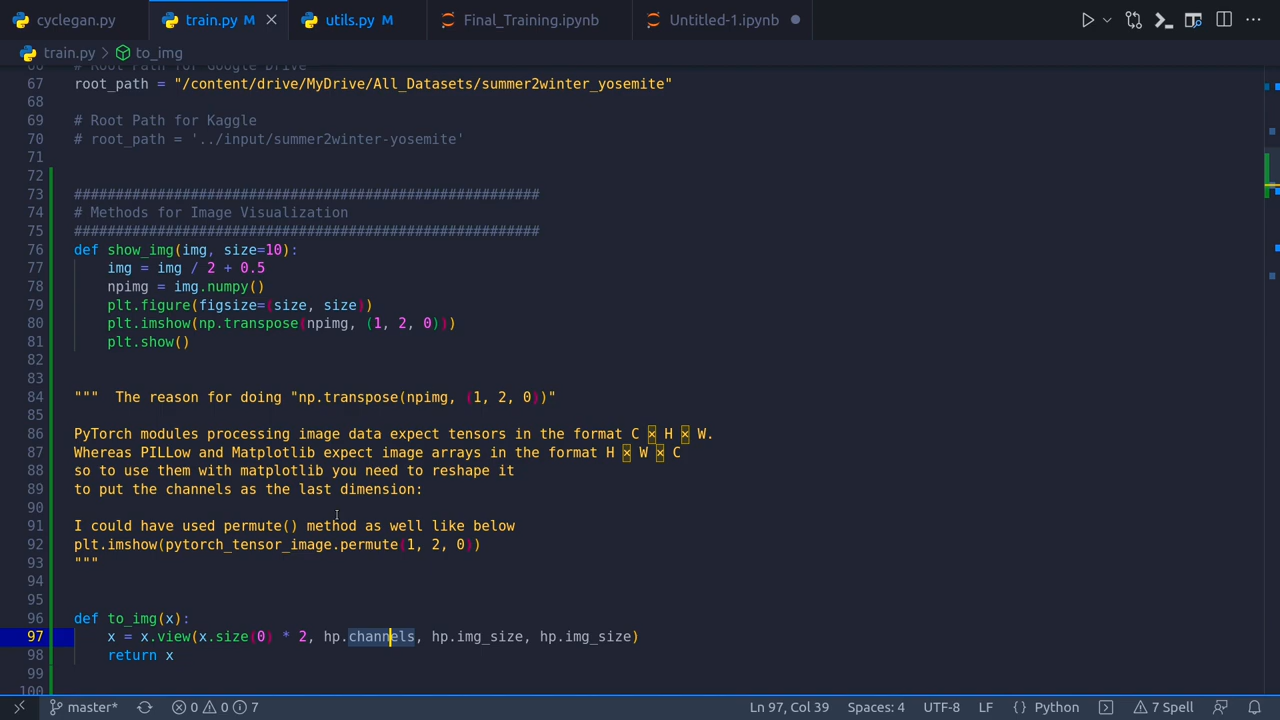 cyclegan.py train.py M utils.py M Final_Training.ipynb Untitled-1.ipynb
train.py > to_img
66 # Root Path for Google Drive
67 root_path = "/content/drive/MyDrive/All_Datasets/summer2winter_yosemite"
68
69 # Root Path for Kaggle
70 # root_path = '../input/summer2winter-yosemite'
71
72
73 ########################################################
74 # Methods for Image Visualization
75 ########################################################
76 def show_img(img, size=10):
77 img = img / 2 + 0.5
78 npimg = img.numpy()
79 plt.figure(figsize=(size, size))
80 plt.imshow(np.transpose(npimg, (1, 2, 0)))
81 plt.show()
82
83
84 """ The reason for doing "np.transpose(npimg, (1, 2, 0))"
85
86 PyTorch modules processing image data expect tensors in the format C × H × W.
87 Whereas PILLow and Matplotlib expect image arrays in the format H × W × C
88 so to use them with matplotlib you need to reshape it
89 to put the channels as the last dimension:
90
91 I could have used permute() method as well like below
92 plt.imshow(pytorch_tensor_image.permute(1, 2, 0))
93 """
94
95
96 def to_img(x):
97 x = x.view(x.size(0) * 2, hp.channels, hp.img_size, hp.img_size)
98 return x
99
100
master* 0 0 7 Ln 97, Col 39 Spaces: 4 UTF-8 LF {} Python 7 Spell